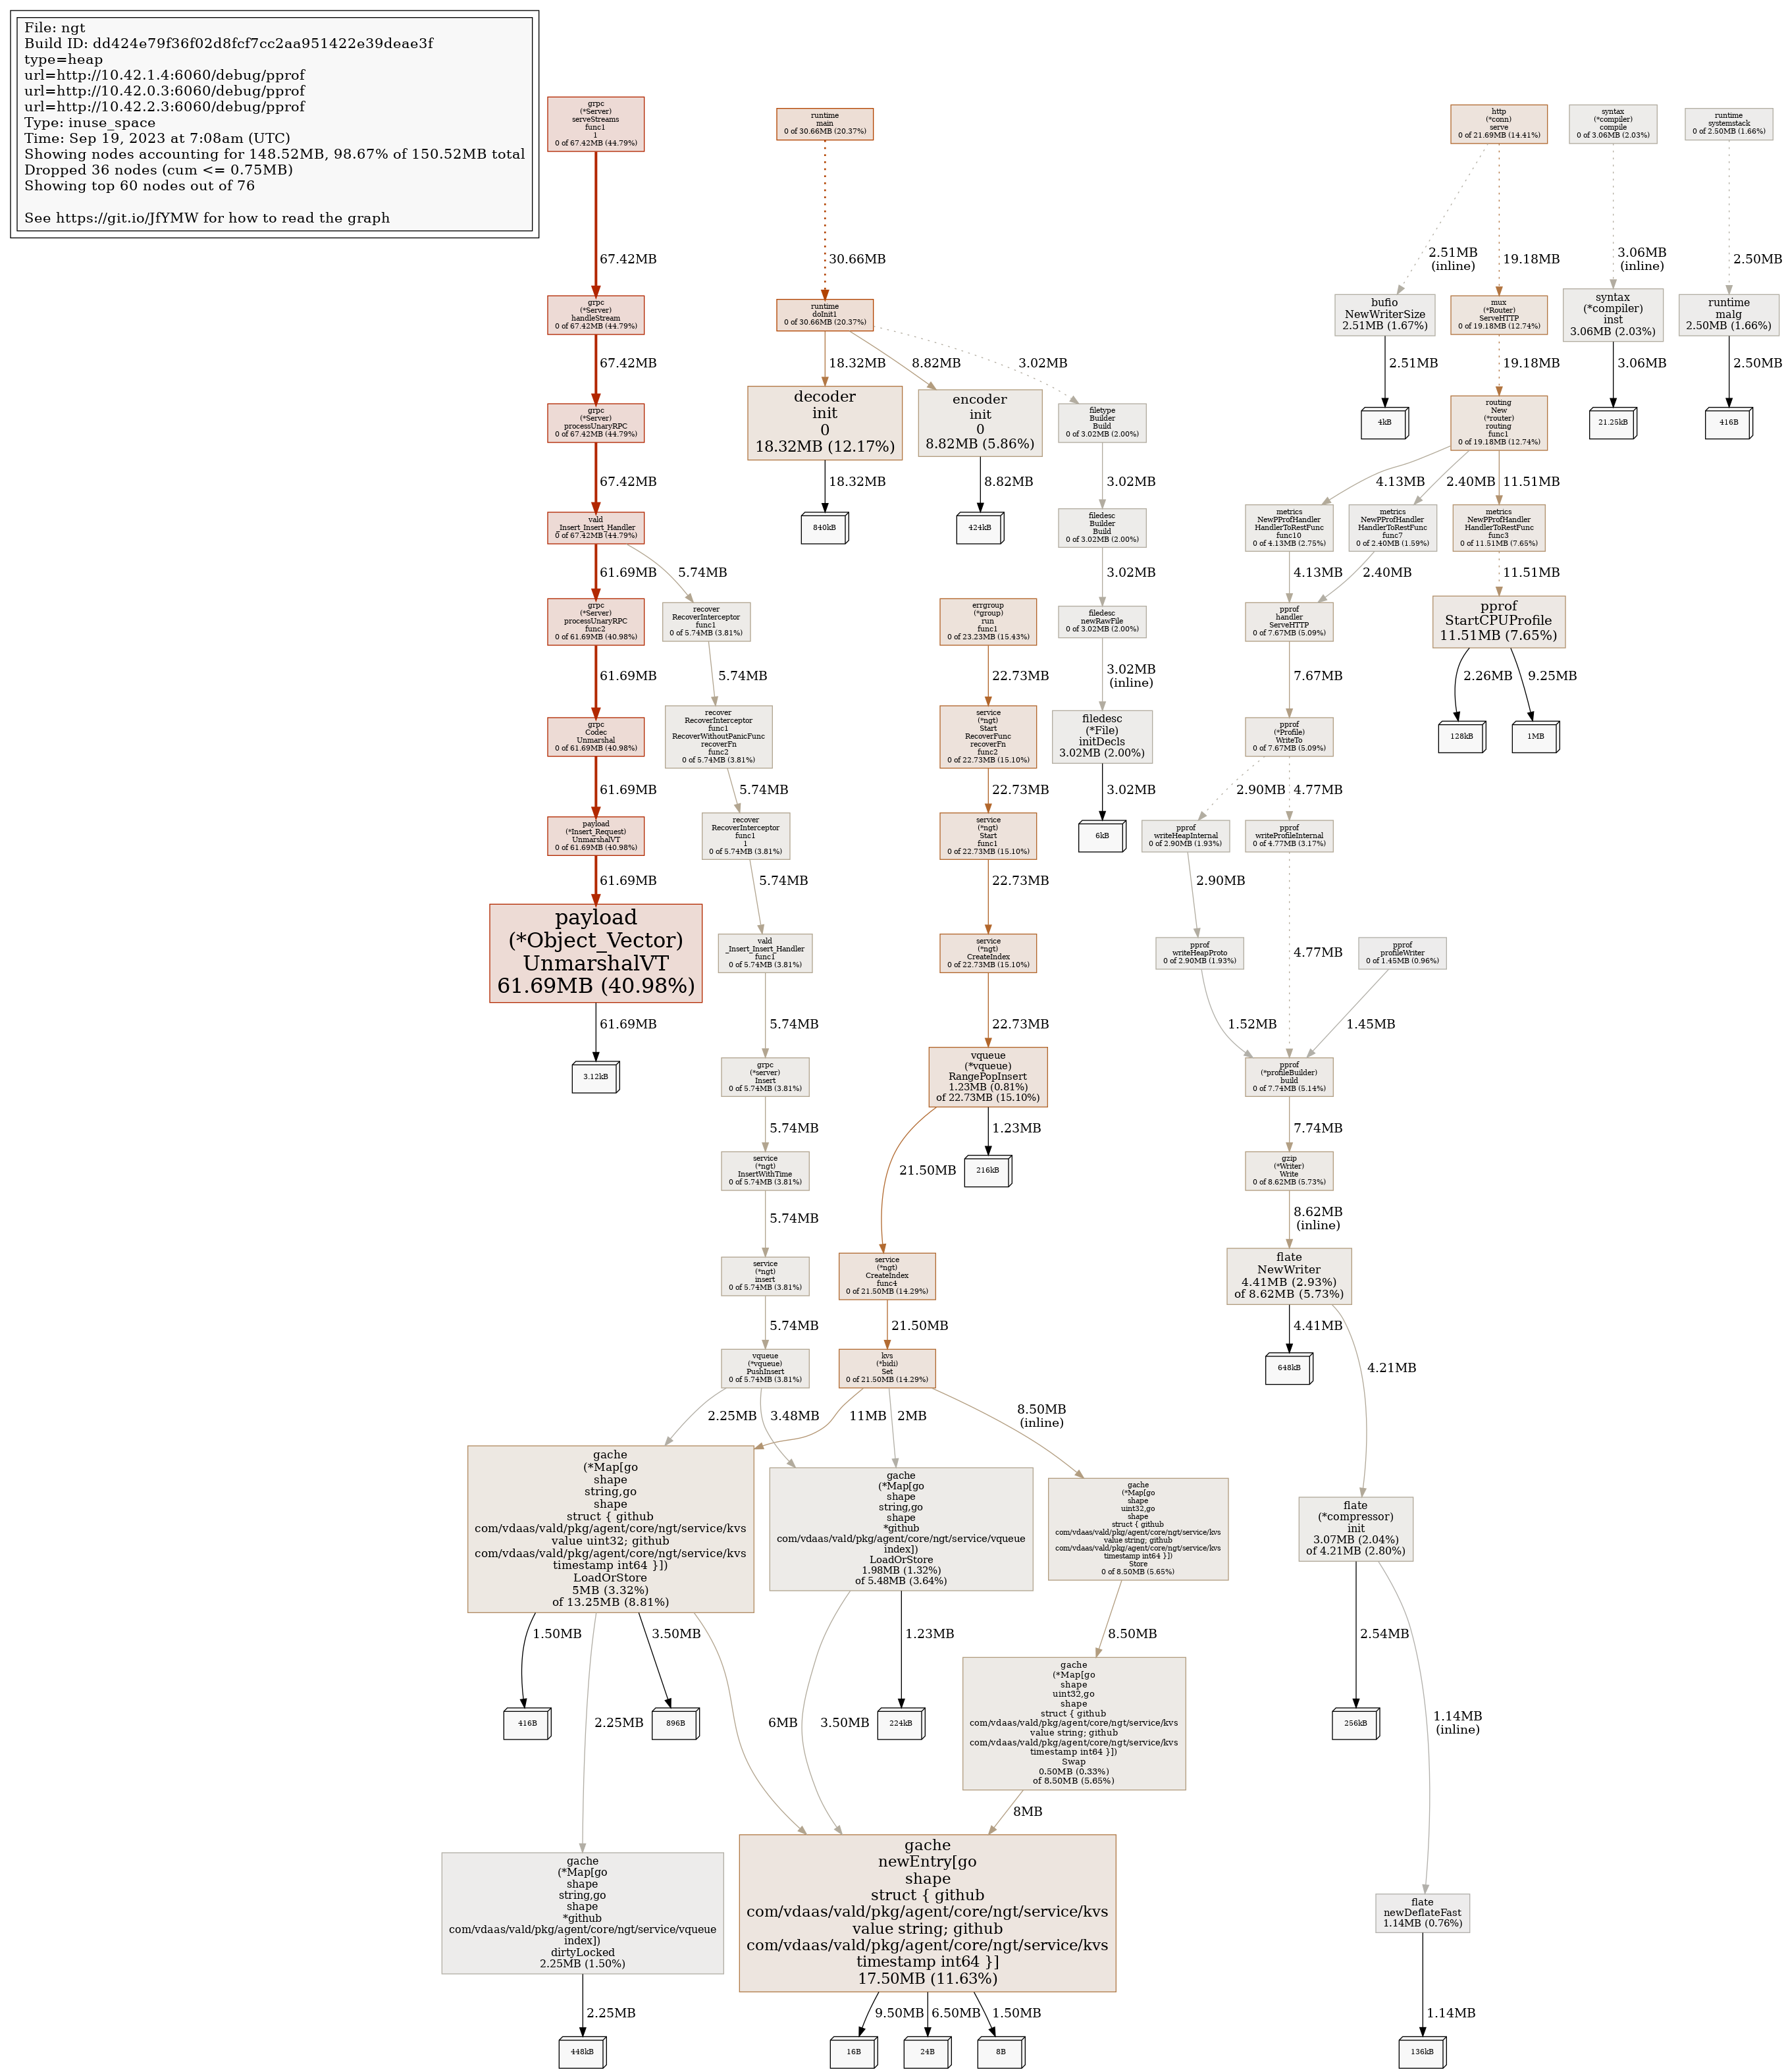 File: ngt
Build ID: dd424e79f36f02d8fcf7cc2aa951422e39deae3f
type=heap
url=http://10.42.1.4:6060/debug/pprof
url=http://10.42.0.3:6060/debug/pprof
url=http://10.42.2.3:6060/debug/pprof
Type: inuse_space
Time: Sep 19, 2023 at 7:08am (UTC)
Showing nodes accounting for 148.52MB, 98.67% of 150.52MB total
Dropped 36 nodes (cum <= 0.75MB)
Showing top 60 nodes out of 76
See https://git.io/JfYMW for how to read the graph
grpc
(*Server)
serveStreams
func1
1
0 of 67.42MB (44.79%)
runtime
main
0 of 30.66MB (20.37%)
http
(*conn)
serve
0 of 21.69MB (14.41%)
syntax
(*compiler)
compile
0 of 3.06MB (2.03%)
runtime
systemstack
0 of 2.50MB (1.66%)
67.42MB
30.66MB
2.51MB
(inline)
19.18MB
3.06MB
(inline)
2.50MB
grpc
(*Server)
handleStream
0 of 67.42MB (44.79%)
runtime
doInit1
0 of 30.66MB (20.37%)
bufio
NewWriterSize
2.51MB (1.67%)
mux
(*Router)
ServeHTTP
0 of 19.18MB (12.74%)
syntax
(*compiler)
inst
3.06MB (2.03%)
runtime
malg
2.50MB (1.66%)
67.42MB
18.32MB
8.82MB
3.02MB
2.51MB
19.18MB
3.06MB
2.50MB
grpc
(*Server)
processUnaryRPC
0 of 67.42MB (44.79%)
decoder
init
0
18.32MB (12.17%)
encoder
init
0
8.82MB (5.86%)
filetype
Builder
Build
0 of 3.02MB (2.00%)
4kB
routing
New
(*router)
routing
func1
0 of 19.18MB (12.74%)
21.25kB
416B
67.42MB
18.32MB
8.82MB
3.02MB
4.13MB
2.40MB
11.51MB
vald
_Insert_Insert_Handler
0 of 67.42MB (44.79%)
840kB
424kB
filedesc
Builder
Build
0 of 3.02MB (2.00%)
metrics
NewPProfHandler
HandlerToRestFunc
func10
0 of 4.13MB (2.75%)
metrics
NewPProfHandler
HandlerToRestFunc
func7
0 of 2.40MB (1.59%)
metrics
NewPProfHandler
HandlerToRestFunc
func3
0 of 11.51MB (7.65%)
61.69MB
5.74MB
3.02MB
4.13MB
2.40MB
11.51MB
grpc
(*Server)
processUnaryRPC
func2
0 of 61.69MB (40.98%)
recover
RecoverInterceptor
func1
0 of 5.74MB (3.81%)
errgroup
(*group)
run
func1
0 of 23.23MB (15.43%)
filedesc
newRawFile
0 of 3.02MB (2.00%)
pprof
handler
ServeHTTP
0 of 7.67MB (5.09%)
pprof
StartCPUProfile
11.51MB (7.65%)
61.69MB
5.74MB
22.73MB
3.02MB
(inline)
7.67MB
2.26MB
9.25MB
grpc
Codec
Unmarshal
0 of 61.69MB (40.98%)
recover
RecoverInterceptor
func1
RecoverWithoutPanicFunc
recoverFn
func2
0 of 5.74MB (3.81%)
service
(*ngt)
Start
RecoverFunc
recoverFn
func2
0 of 22.73MB (15.10%)
filedesc
(*File)
initDecls
3.02MB (2.00%)
pprof
(*Profile)
WriteTo
0 of 7.67MB (5.09%)
128kB
1MB
61.69MB
5.74MB
22.73MB
3.02MB
2.90MB
4.77MB
payload
(*Insert_Request)
UnmarshalVT
0 of 61.69MB (40.98%)
recover
RecoverInterceptor
func1
1
0 of 5.74MB (3.81%)
service
(*ngt)
Start
func1
0 of 22.73MB (15.10%)
6kB
pprof
writeHeapInternal
0 of 2.90MB (1.93%)
pprof
writeProfileInternal
0 of 4.77MB (3.17%)
61.69MB
5.74MB
22.73MB
2.90MB
payload
(*Object_Vector)
UnmarshalVT
61.69MB (40.98%)
vald
_Insert_Insert_Handler
func1
0 of 5.74MB (3.81%)
service
(*ngt)
CreateIndex
0 of 22.73MB (15.10%)
pprof
writeHeapProto
0 of 2.90MB (1.93%)
4.77MB
pprof
profileWriter
0 of 1.45MB (0.96%)
61.69MB
5.74MB
22.73MB
1.52MB
1.45MB
3.12kB
grpc
(*server)
Insert
0 of 5.74MB (3.81%)
vqueue
(*vqueue)
RangePopInsert
1.23MB (0.81%)
of 22.73MB (15.10%)
pprof
(*profileBuilder)
build
0 of 7.74MB (5.14%)
5.74MB
1.23MB
7.74MB
service
(*ngt)
InsertWithTime
0 of 5.74MB (3.81%)
21.50MB
216kB
gzip
(*Writer)
Write
0 of 8.62MB (5.73%)
5.74MB
8.62MB
(inline)
service
(*ngt)
insert
0 of 5.74MB (3.81%)
service
(*ngt)
CreateIndex
func4
0 of 21.50MB (14.29%)
flate
NewWriter
4.41MB (2.93%)
of 8.62MB (5.73%)
5.74MB
21.50MB
4.41MB
4.21MB
vqueue
(*vqueue)
PushInsert
0 of 5.74MB (3.81%)
kvs
(*bidi)
Set
0 of 21.50MB (14.29%)
648kB
2.25MB
3.48MB
11MB
2MB
8.50MB
(inline)
gache
(*Map[go
shape
string,go
shape
struct { github
com/vdaas/vald/pkg/agent/core/ngt/service/kvs
value uint32; github
com/vdaas/vald/pkg/agent/core/ngt/service/kvs
timestamp int64 }])
LoadOrStore
5MB (3.32%)
of 13.25MB (8.81%)
gache
(*Map[go
shape
string,go
shape
*github
com/vdaas/vald/pkg/agent/core/ngt/service/vqueue
index])
LoadOrStore
1.98MB (1.32%)
of 5.48MB (3.64%)
gache
(*Map[go
shape
uint32,go
shape
struct { github
com/vdaas/vald/pkg/agent/core/ngt/service/kvs
value string; github
com/vdaas/vald/pkg/agent/core/ngt/service/kvs
timestamp int64 }])
Store
0 of 8.50MB (5.65%)
flate
(*compressor)
init
3.07MB (2.04%)
of 4.21MB (2.80%)
1.50MB
3.50MB
1.23MB
8.50MB
2.54MB
416B
2.25MB
896B
6MB
3.50MB
224kB
gache
(*Map[go
shape
uint32,go
shape
struct { github
com/vdaas/vald/pkg/agent/core/ngt/service/kvs
value string; github
com/vdaas/vald/pkg/agent/core/ngt/service/kvs
timestamp int64 }])
Swap
0.50MB (0.33%)
of 8.50MB (5.65%)
256kB
1.14MB
(inline)
8MB
gache
(*Map[go
shape
string,go
shape
*github
com/vdaas/vald/pkg/agent/core/ngt/service/vqueue
index])
dirtyLocked
2.25MB (1.50%)
gache
newEntry[go
shape
struct { github
com/vdaas/vald/pkg/agent/core/ngt/service/kvs
value string; github
com/vdaas/vald/pkg/agent/core/ngt/service/kvs
timestamp int64 }]
17.50MB (11.63%)
flate
newDeflateFast
1.14MB (0.76%)
2.25MB
9.50MB
6.50MB
1.50MB
1.14MB
448kB
16B
24B
8B
136kB